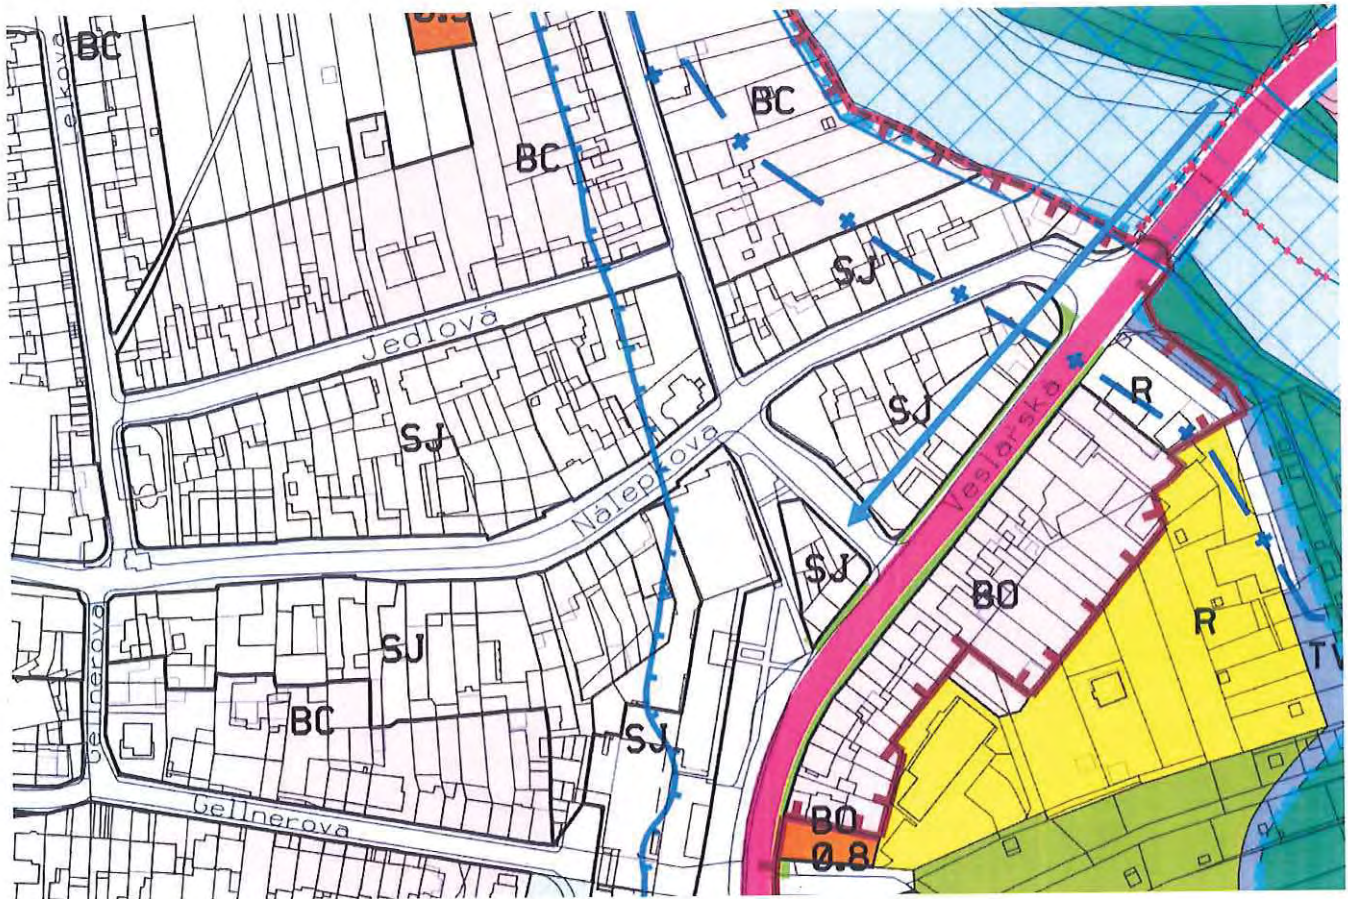 BC
BC
BC
SJ
Jedlová
R
SJ
SJ
Veslařská
Nálepkova
SJ
BO
R
SJ
TV
Gellnerova
BC
SJ
Gellnerova
BO
0.8